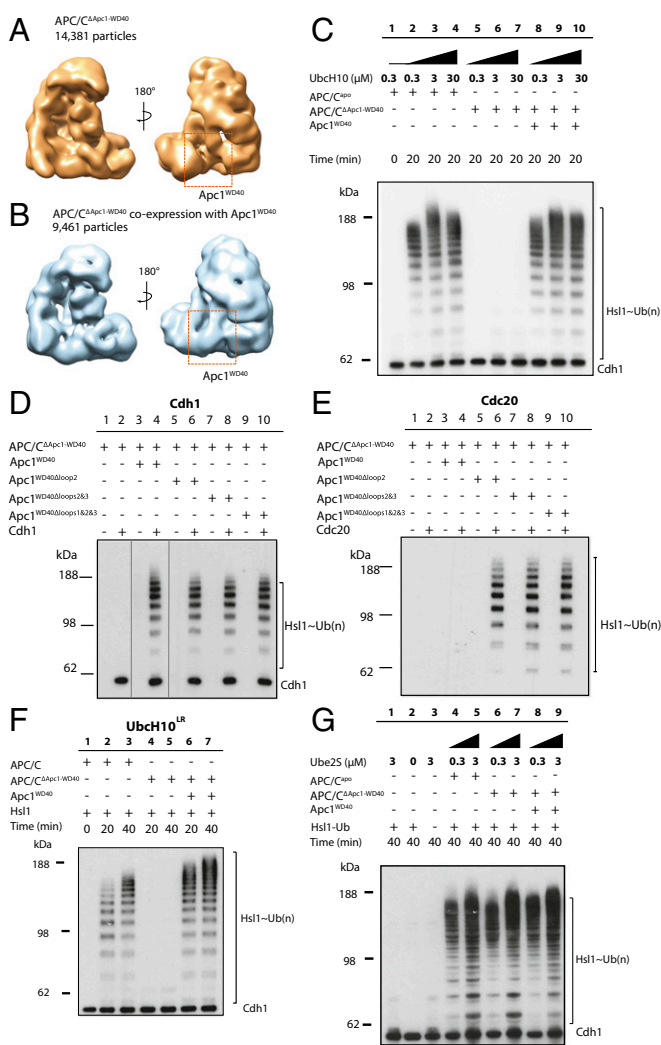 A
APC/C^ΔApc1-WD40
14,381 particles
180°
Apc1^WD40
B
APC/C^ΔApc1-WD40 co-expression with Apc1^WD40
9,461 particles
180°
Apc1^WD40
C
1 2 3 4 5 6 7 8 9 10
UbcH10 (μM) 0.3 0.3 3 30 0.3 3 30 0.3 3 30
APC/C^apo + + + + - - - - - -
APC/C^ΔApc1-WD40 - - - - + + + + + +
Apc1^WD40 - - - - - - - + + +
Time (min) 0 20 20 20 20 20 20 20 20 20
kDa
188
98
62
Hsl1~Ub(n)
Cdh1
D
Cdh1
1 2 3 4 5 6 7 8 9 10
APC/C^ΔApc1-WD40 + + + + + + + + + +
Apc1^WD40 - - + + - - - - - -
Apc1^WD40Δloop2 - - - - + + - - - -
Apc1^WD40Δloops2&3 - - - - - - + + - -
Apc1^WD40Δloops1&2&3 - - - - - - - - + +
Cdh1 - + - + - + - + - +
kDa
188
98
62
Hsl1~Ub(n)
Cdh1
E
Cdc20
1 2 3 4 5 6 7 8 9 10
APC/C^ΔApc1-WD40 + + + + + + + + + +
Apc1^WD40 - - + + - - - - - -
Apc1^WD40Δloop2 - - - - + + - - - -
Apc1^WD40Δloops2&3 - - - - - - + + - -
Apc1^WD40Δloops1&2&3 - - - - - - - - + +
Cdc20 - + - + - + - + - +
kDa
188
98
62
Hsl1~Ub(n)
F
UbcH10^LR
1 2 3 4 5 6 7
APC/C + + + - - - -
APC/C^ΔApc1-WD40 - - - + + + +
Apc1^WD40 - - - - - + +
Hsl1 + + + + + + +
Time (min) 0 20 40 20 40 20 40
kDa
188
98
62
Hsl1~Ub(n)
Cdh1
G
1 2 3 4 5 6 7 8 9
Ube2S (μM) 3 0 3 0.3 3 0.3 3 0.3 3
APC/C^apo - - - + + - - - -
APC/C^ΔApc1-WD40 - - - - - + + + +
Apc1^WD40 - - - - - - - + +
Hsl1-Ub + + - + + + + + +
Time (min) 40 40 40 40 40 40 40 40 40
kDa
188
98
62
Hsl1~Ub(n)
Cdh1